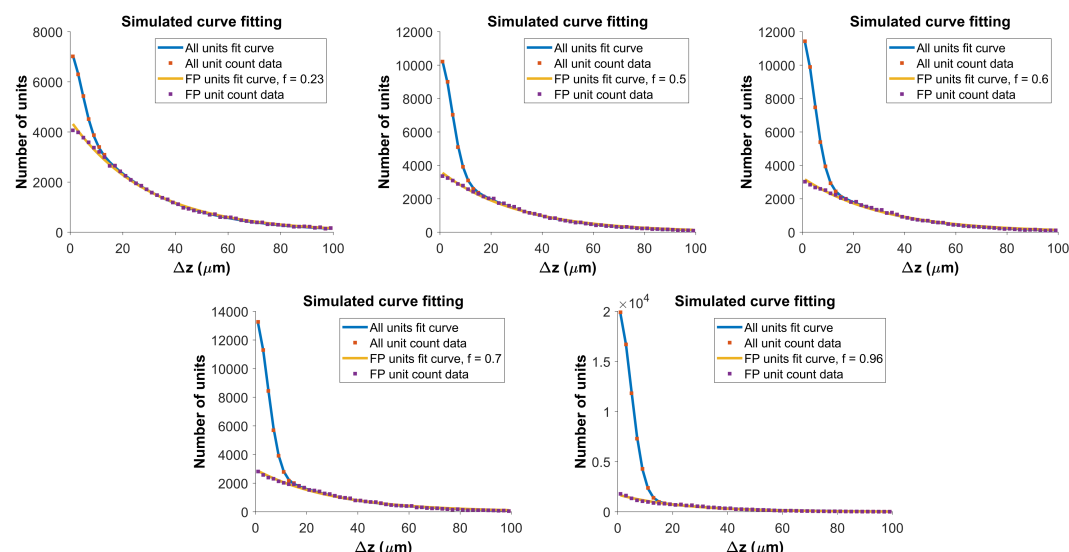 Simulated curve fitting
8000
6000
4000
2000
0
Number of units
All units fit curve
All unit count data
FP units fit curve, f = 0.23
FP unit count data
0 20 40 60 80 100
Δz (μm)
Simulated curve fitting
12000
10000
8000
6000
4000
2000
0
Number of units
All units fit curve
All unit count data
FP units fit curve, f = 0.5
FP unit count data
0 20 40 60 80 100
Δz (μm)
Simulated curve fitting
12000
10000
8000
6000
4000
2000
0
Number of units
All units fit curve
All unit count data
FP units fit curve, f = 0.6
FP unit count data
0 20 40 60 80 100
Δz (μm)
Simulated curve fitting
14000
12000
10000
8000
6000
4000
2000
0
Number of units
All units fit curve
All unit count data
FP units fit curve, f = 0.7
FP unit count data
0 20 40 60 80 100
Δz (μm)
Simulated curve fitting
×10⁴
2
1.5
1
0.5
0
Number of units
All units fit curve
All unit count data
FP units fit curve, f = 0.96
FP unit count data
0 20 40 60 80 100
Δz (μm)